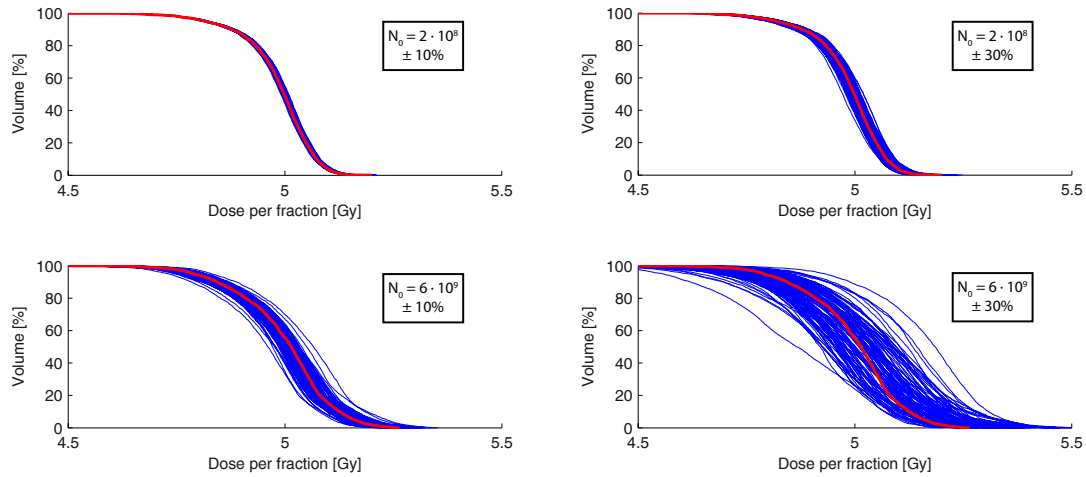 100
80
60
40
20
0
Volume [%]
4.5 5 5.5
Dose per fraction [Gy]
N0 = 2 · 10^8
± 10%
100
80
60
40
20
0
Volume [%]
4.5 5 5.5
Dose per fraction [Gy]
N0 = 2 · 10^8
± 30%
100
80
60
40
20
0
Volume [%]
4.5 5 5.5
Dose per fraction [Gy]
N0 = 6 · 10^9
± 10%
100
80
60
40
20
0
Volume [%]
4.5 5 5.5
Dose per fraction [Gy]
N0 = 6 · 10^9
± 30%